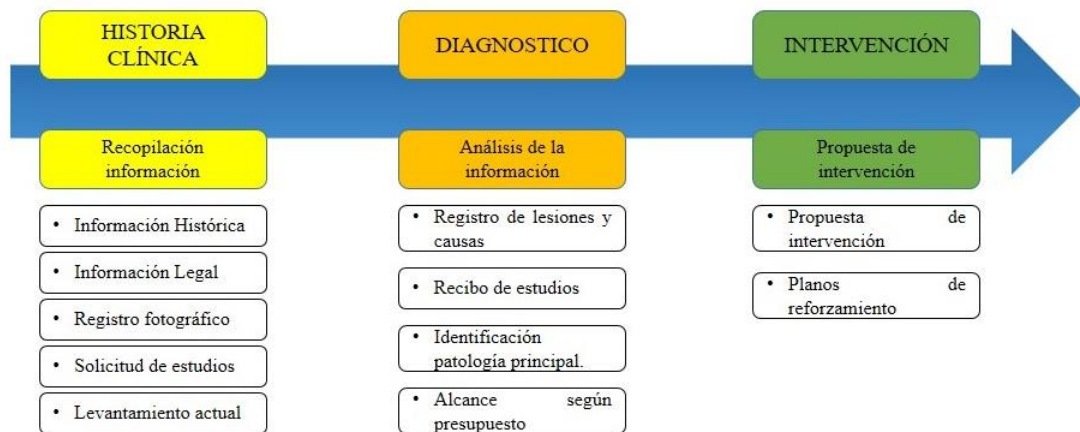 HISTORIA
CLÍNICA
Recopilación
información
• Información Histórica
• Información Legal
• Registro fotográfico
• Solicitud de estudios
• Levantamiento actual
DIAGNOSTICO
Análisis de la
información
• Registro de lesiones y
causas
• Recibo de estudios
• Identificación
patología principal.
• Alcance según
presupuesto
INTERVENCIÓN
Propuesta de
intervención
• Propuesta de
intervención
• Planos de
reforzamiento